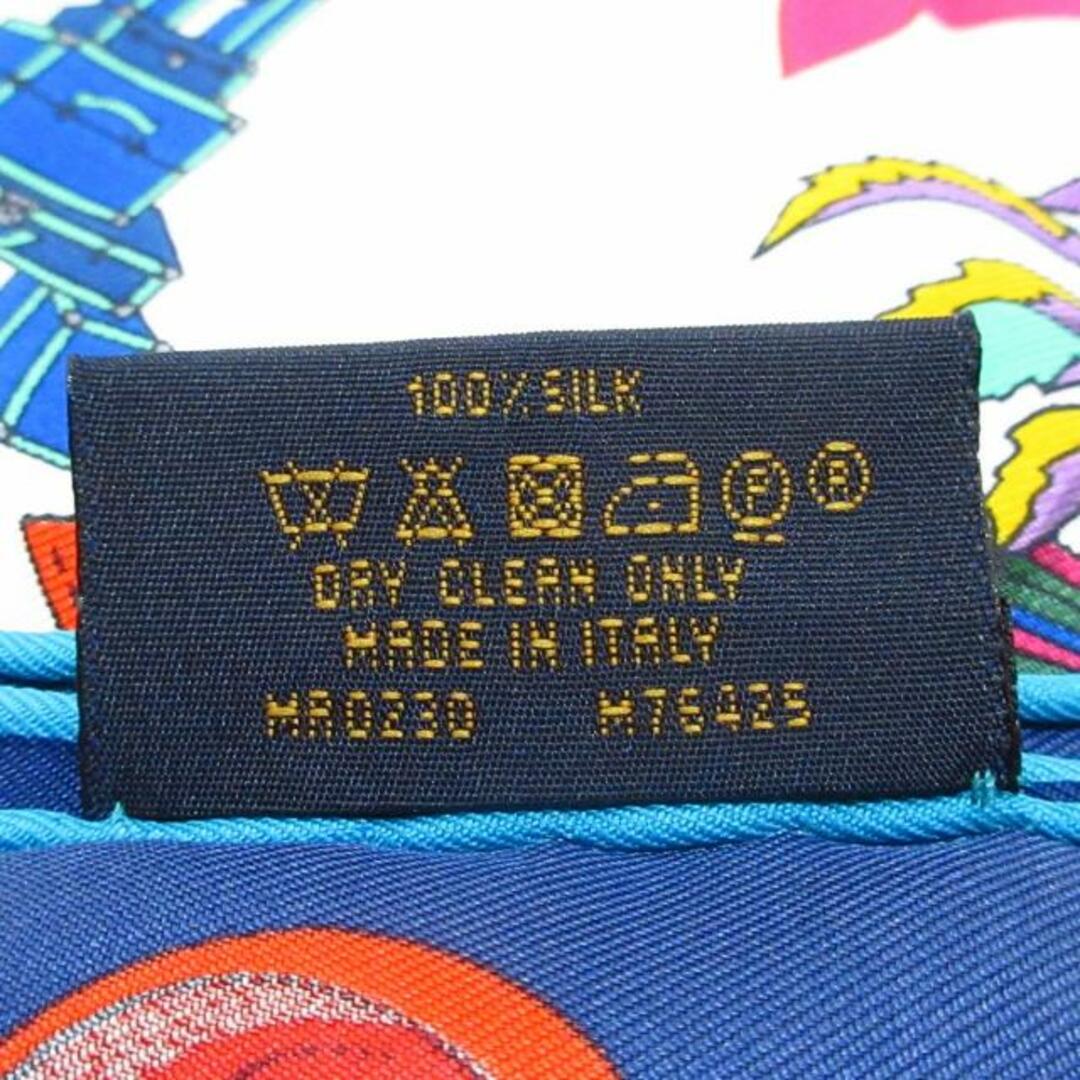 100% SILK
P R
DRY CLEAN ONLY
MADE IN ITALY
MR0230 M76425